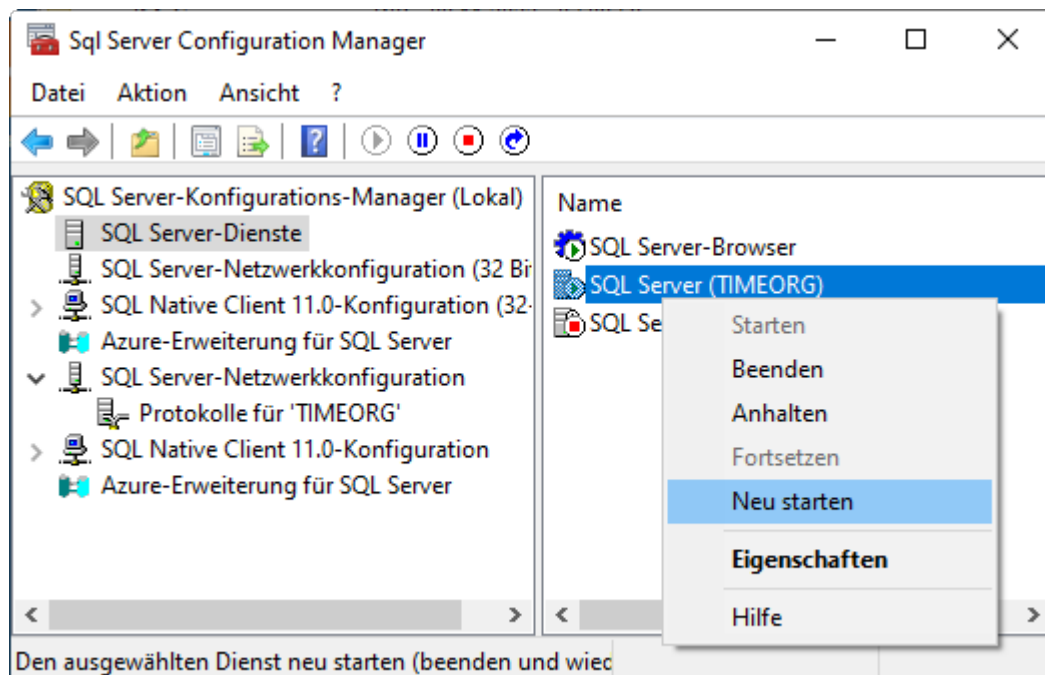 Sql Server Configuration Manager
Datei Aktion Ansicht ?
SQL Server-Konfigurations-Manager (Lokal)
SQL Server-Dienste
SQL Server-Netzwerkkonfiguration (32 Bi
SQL Native Client 11.0-Konfiguration (32-
Azure-Erweiterung für SQL Server
SQL Server-Netzwerkkonfiguration
Protokolle für 'TIMEORG'
SQL Native Client 11.0-Konfiguration
Azure-Erweiterung für SQL Server
Name
SQL Server-Browser
SQL Server (TIMEORG)
SQL Se
Starten
Beenden
Anhalten
Fortsetzen
Neu starten
Eigenschaften
Hilfe
Den ausgewählten Dienst neu starten (beenden und wied